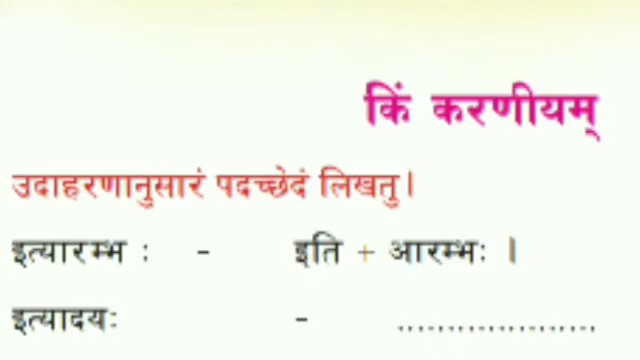 किं करणीयम्
उदाहरणानुसारं पदच्छेदं लिखतु।
इत्यारम्भ : - इति + आरम्भः ।
इत्यादयः - ....................